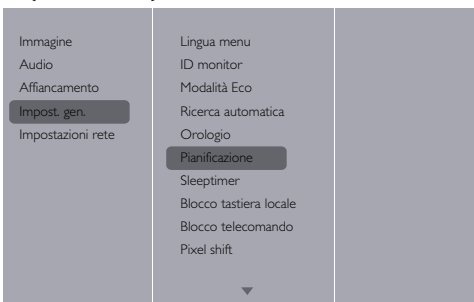 Immagine
Audio
Affiancamento
Impost. gen.
Impostazioni rete
Lingua menu
ID monitor
Modalità Eco
Ricerca automatica
Orologio
Pianificazione
Sleeptimer
Blocco tastiera locale
Blocco telecomando
Pixel shift